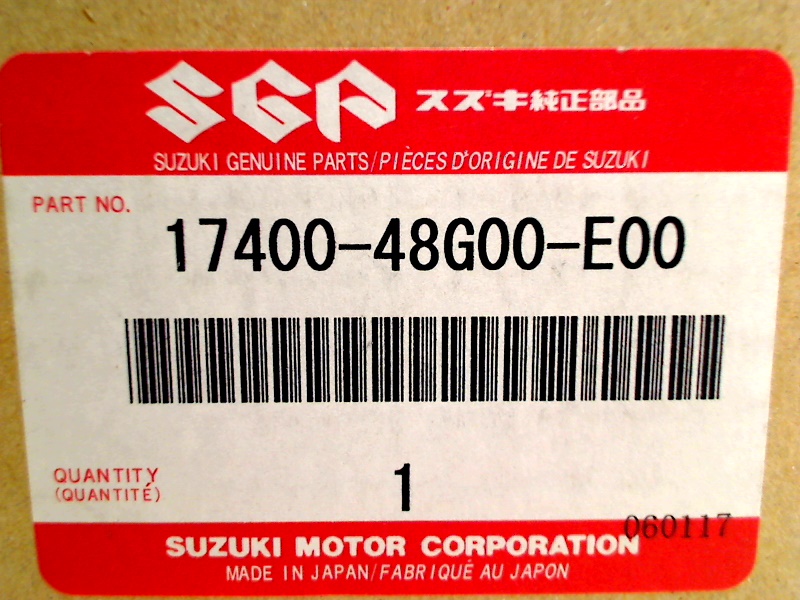 SGP スズキ純正部品
SUZUKI GENUINE PARTS/PIÈCES D'ORIGINE DE SUZUKI
PART NO.
17400-48G00-E00
QUANTITY
(QUANTITÉ)
1
060117
SUZUKI MOTOR CORPORATION
MADE IN JAPAN/FABRIQUÉ AU JAPON